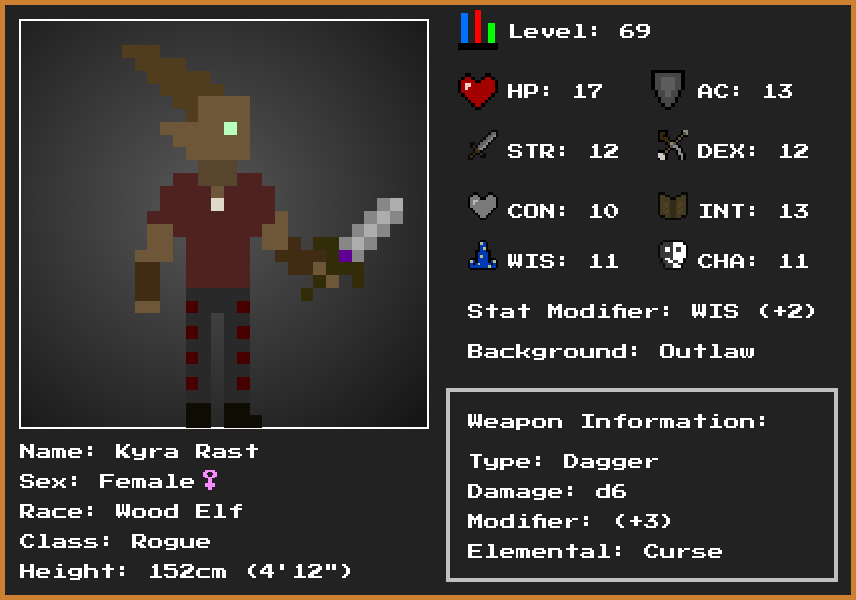 Level: 69
HP: 17
AC: 13
STR: 12
DEX: 12
CON: 10
INT: 13
WIS: 11
CHA: 11
Stat Modifier: WIS (+2)
Background: Outlaw
Weapon Information:
Type: Dagger
Damage: d6
Modifier: (+3)
Elemental: Curse
Name: Kyra Rast
Sex: Female♀
Race: Wood Elf
Class: Rogue
Height: 152cm (4'12")